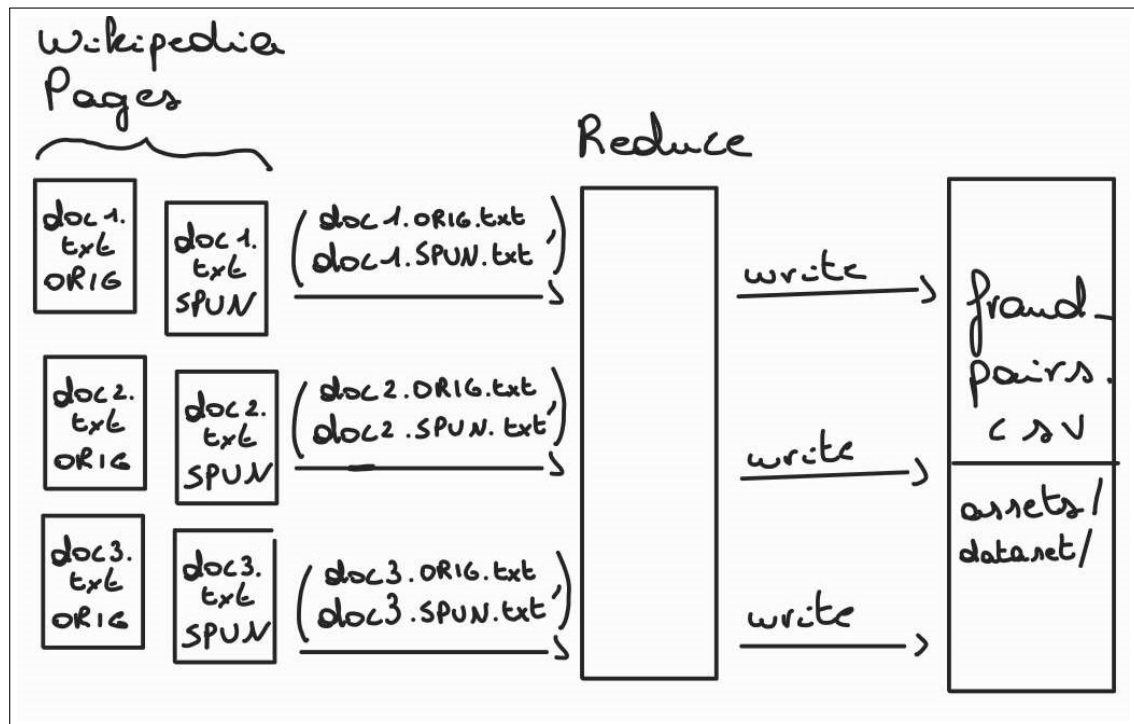 Wikipedia
Pages
Reduce
doc1.
txt
ORIG
doc1.
txt
SPUN
(doc1.ORIG.txt,
doc1.SPUN.txt)
write
doc2.
txt
ORIG
doc2.
txt
SPUN
(doc2.ORIG.txt,
doc2.SPUN.txt)
write
doc3.
txt
ORIG
doc3.
txt
SPUN
(doc3.ORIG.txt,
doc3.SPUN.txt)
write
fraud_
pairs.
csv
assets/
dataset/